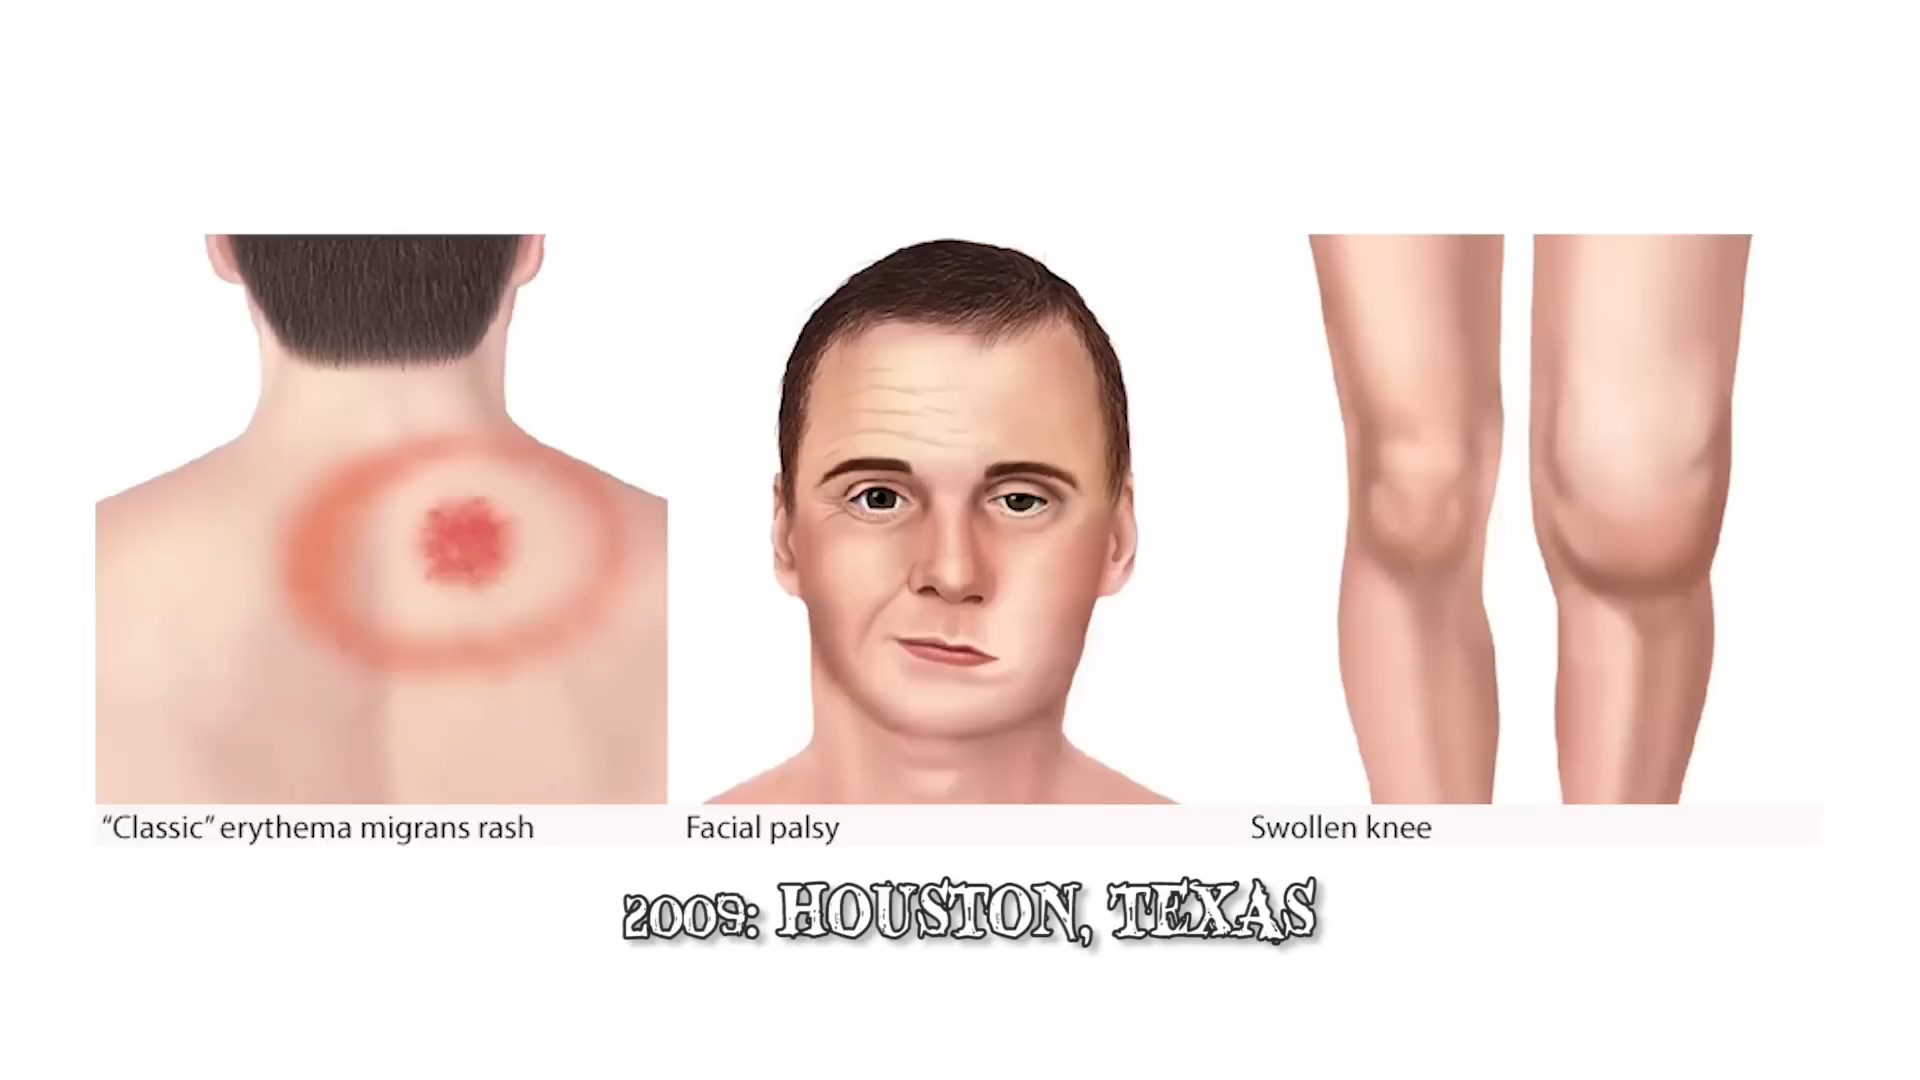 “Classic” erythema migrans rash
Facial palsy
Swollen knee
2009: HOUSTON, TEXAS